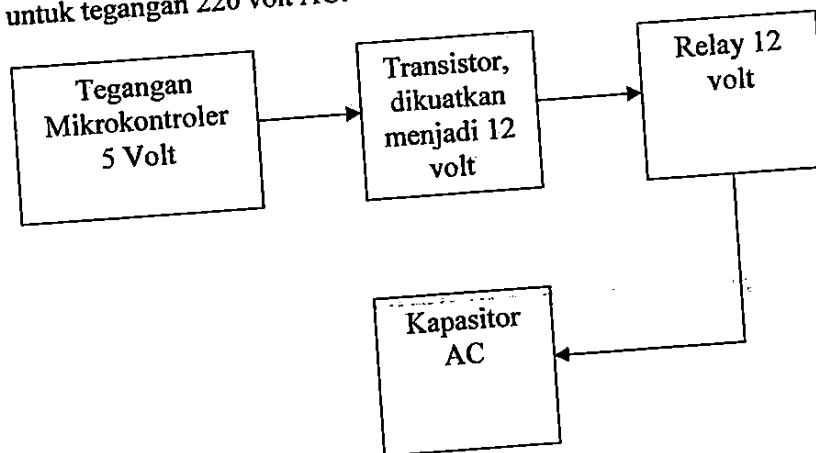 untuk tegangan 220 volt AC.
Tegangan
Mikrokontroler
5 Volt
Transistor,
dikuatkan
menjadi 12
volt
Relay 12
volt
Kapasitor
AC